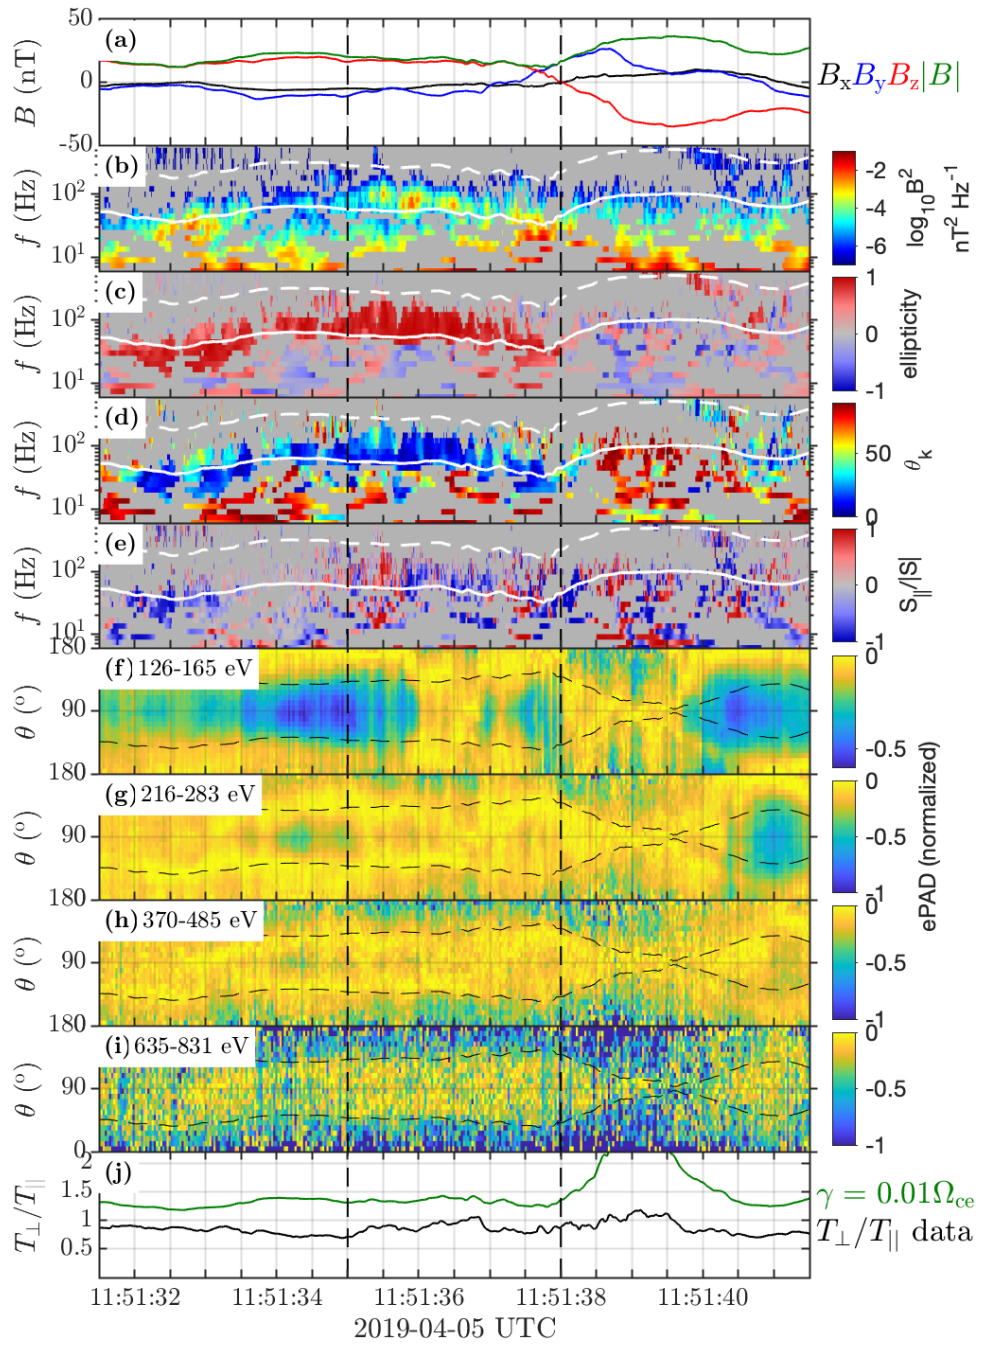 50
(a)
B (nT)
0
-50
BxByBz|B|
(b)
f (Hz)
10²
10¹
-2
-4
-6
log₁₀B²
nT² Hz⁻¹
(c)
f (Hz)
10²
10¹
1
0
-1
ellipticity
(d)
f (Hz)
10²
10¹
50
0
θk
(e)
f (Hz)
10²
10¹
1
0
-1
S||/|S|
180
(f) 126-165 eV
θ (°)
90
180
0
-0.5
-1
(g) 216-283 eV
θ (°)
90
180
0
-0.5
-1
ePAD (normalized)
(h) 370-485 eV
θ (°)
90
180
0
-0.5
-1
(i) 635-831 eV
θ (°)
90
0
0
-0.5
-1
(j)
T⊥/T||
2
1.5
1
0.5
γ = 0.01Ωce
T⊥/T|| data
11:51:32 11:51:34 11:51:36 11:51:38 11:51:40
2019-04-05 UTC